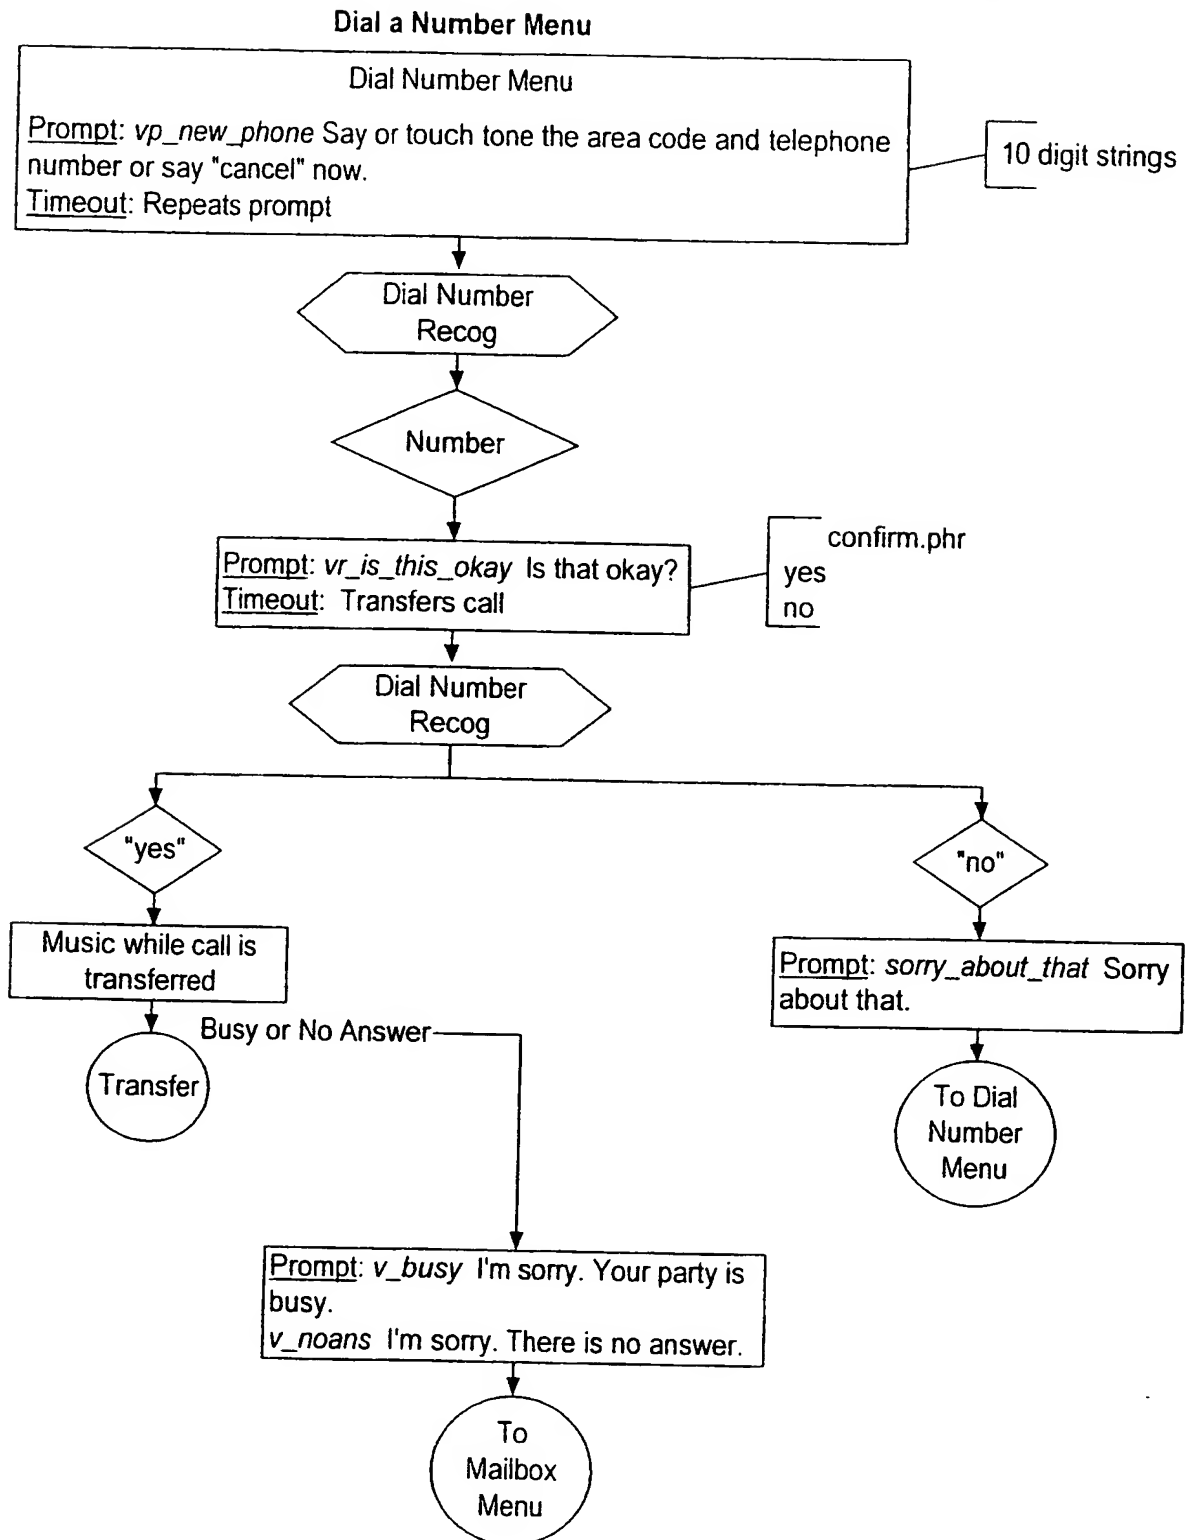 Dial a Number Menu
Dial Number Menu
Prompt: vp_new_phone Say or touch tone the area code and telephone
number or say "cancel" now.
Timeout: Repeats prompt
10 digit strings
Dial Number
Recog
Number
Prompt: vr_is_this_okay Is that okay?
Timeout: Transfers call
confirm.phr
yes
no
Dial Number
Recog
"yes"
"no"
Music while call is
transferred
Prompt: sorry_about_that Sorry
about that.
Busy or No Answer
Transfer
To Dial
Number
Menu
Prompt: v_busy I'm sorry. Your party is
busy.
v_noans I'm sorry. There is no answer.
To
Mailbox
Menu